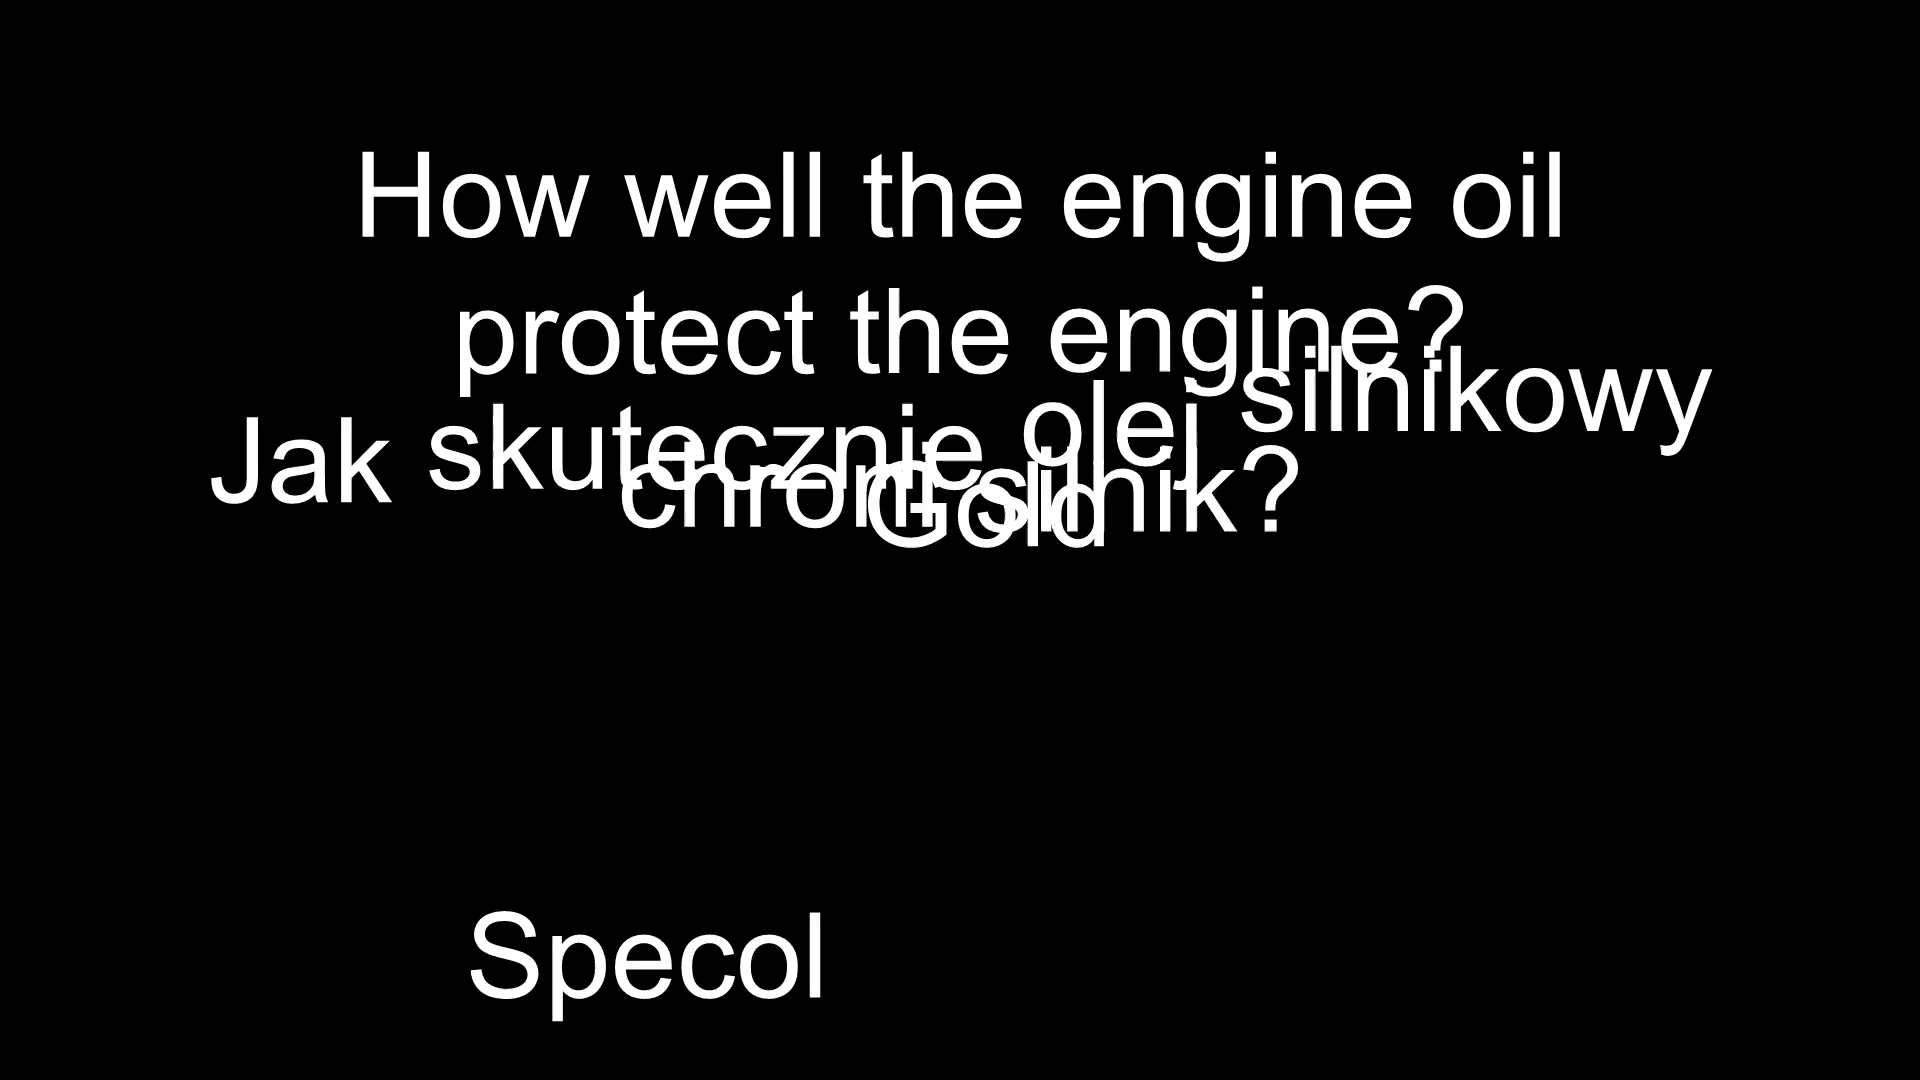 How well the engine oil
protect the engine?
Jak skutecznie olej silnikowy
chroni silnik?
Gold
Specol